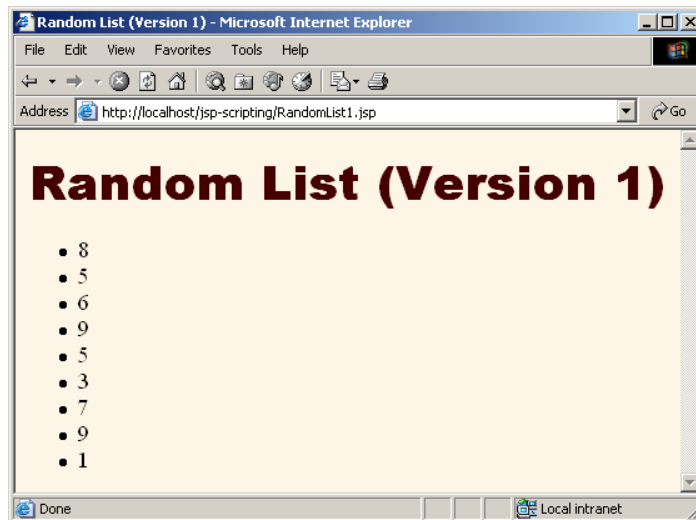 Random List (Version 1) - Microsoft Internet Explorer
File Edit View Favorites Tools Help
Address http://localhost/jsp-scripting/RandomList1.jsp Go
Random List (Version 1)
• 8
• 5
• 6
• 9
• 5
• 3
• 7
• 9
• 1
Done Local intranet